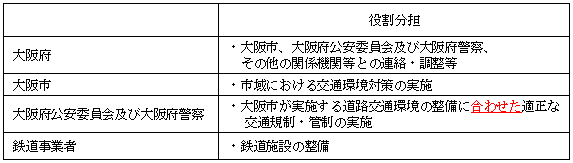 役割分担
大阪府
・大阪市、大阪府公安委員会及び大阪府警察、
その他の関係機関等との連絡・調整等
大阪市
・市域における交通環境対策の実施
大阪府公安委員会及び大阪府警察
・大阪市が実施する道路交通環境の整備に合わせた適正な
交通規制・管制の実施
鉄道事業者
・鉄道施設の整備